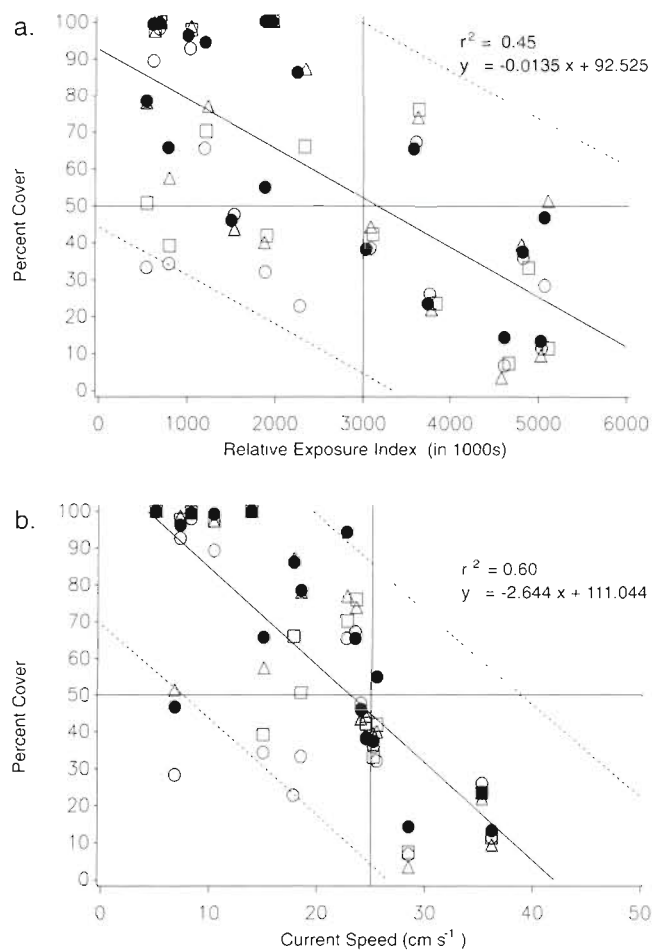 a.
100
90
80
70
60
50
40
30
20
10
0
Percent Cover
r² = 0.45
y = -0.0135 x + 92.525
1000 2000 3000 4000 5000 6000
Relative Exposure Index (in 1000s)
b.
100
90
80
70
60
50
40
30
20
10
0
Percent Cover
r² = 0.60
y = -2.644 x + 111.044
0 10 20 30 40 50
Current Speed (cm s⁻¹)